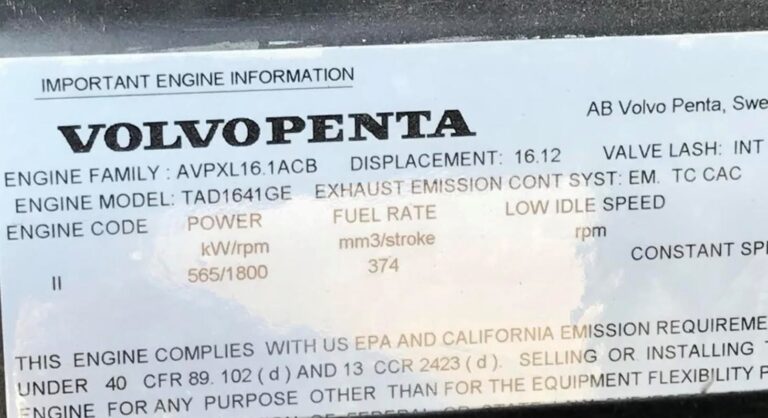 IMPORTANT ENGINE INFORMATION
VOLVO PENTA
AB Volvo Penta, Swe
ENGINE FAMILY : AVPXL16.1ACB DISPLACEMENT: 16.12 VALVE LASH: INT
ENGINE MODEL: TAD1641GE EXHAUST EMISSION CONT SYST: EM. TC CAC
ENGINE CODE POWER FUEL RATE LOW IDLE SPEED
kW/rpm mm3/stroke rpm
II 565/1800 374 CONSTANT SP
THIS ENGINE COMPLIES WITH US EPA AND CALIFORNIA EMISSION REQUIREME
UNDER 40 CFR 89. 102 ( d ) AND 13 CCR 2423 ( d ). SELLING OR INSTALLING
ENGINE FOR ANY PURPOSE OTHER THAN FOR THE EQUIPMENT FLEXIBILITY P